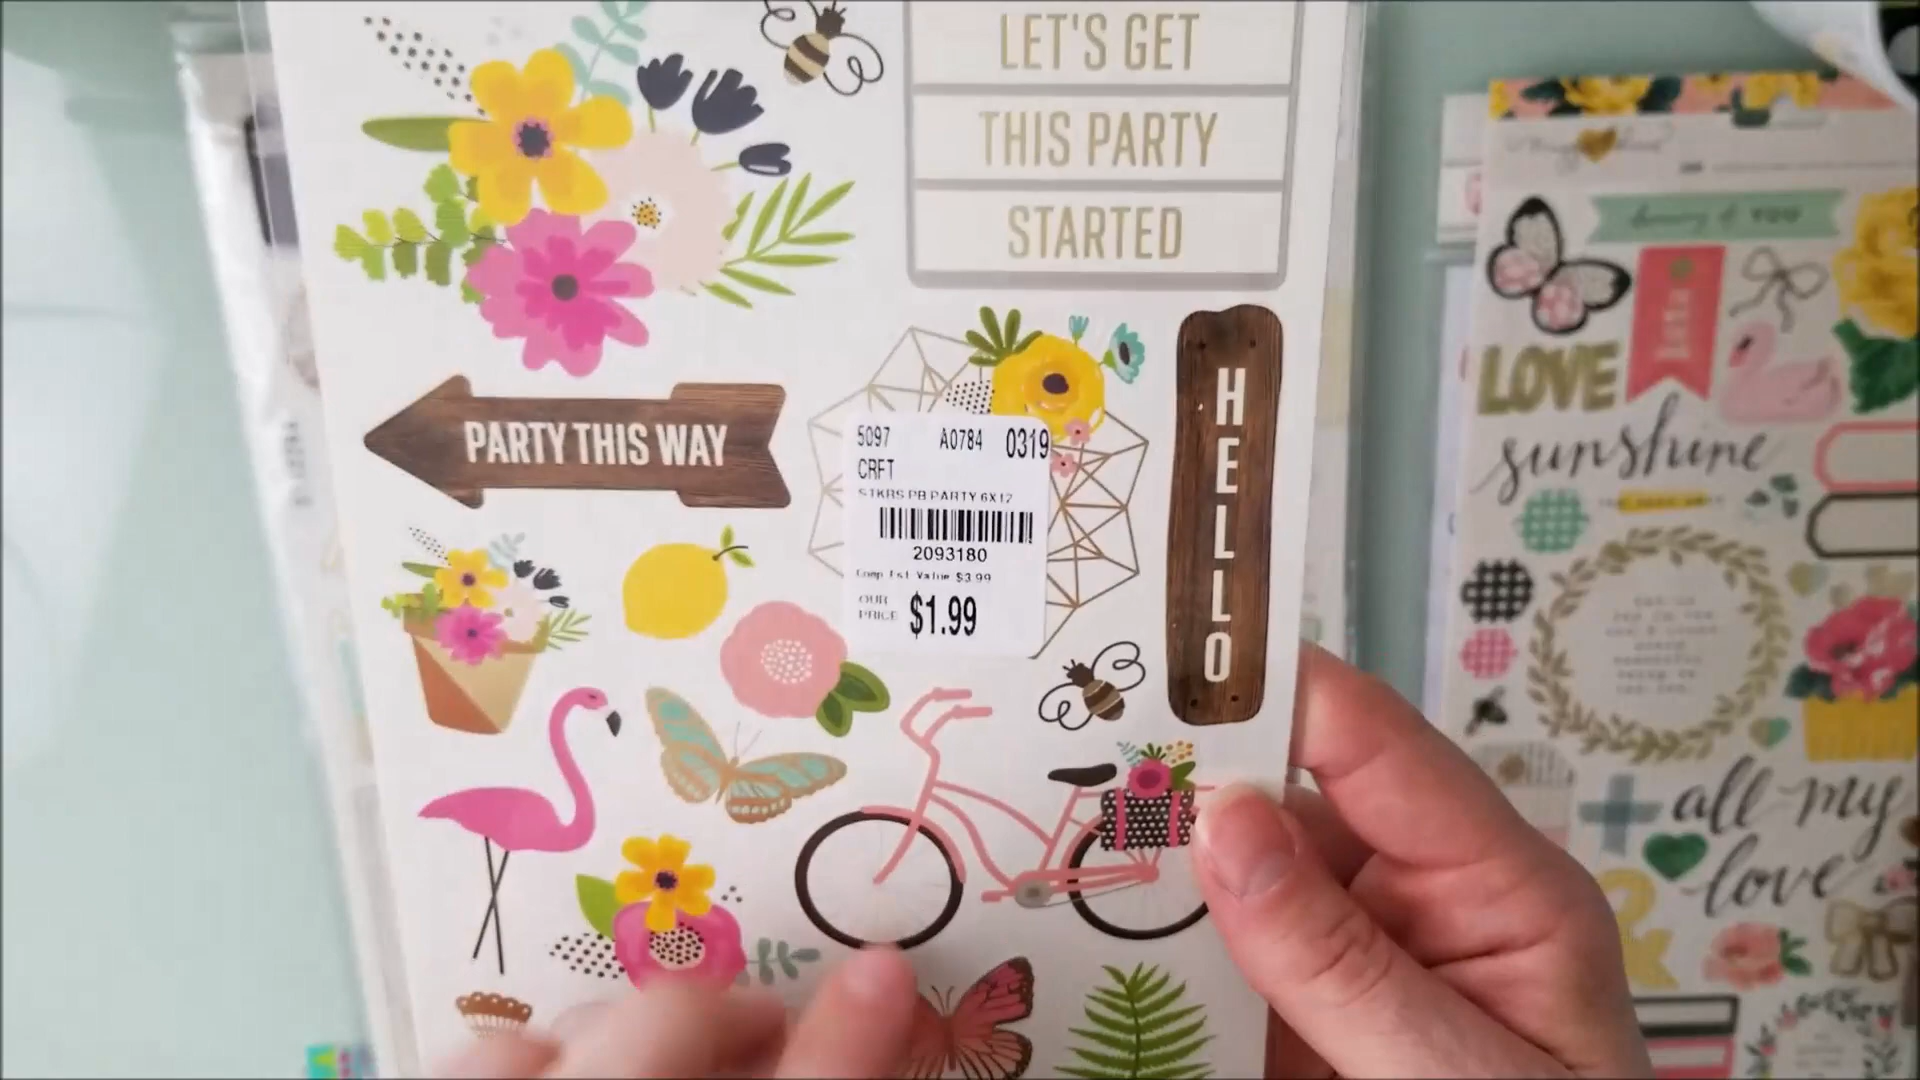 LET'S GET
THIS PARTY
STARTED
PARTY THIS WAY
HELLO
5097 A0784 0319
CRFT
STKRS PB PARTY 6X12
2093180
Comp Est Value $3.99
OUR
PRICE $1.99
YOU
LOVE
sunshine
all my
love